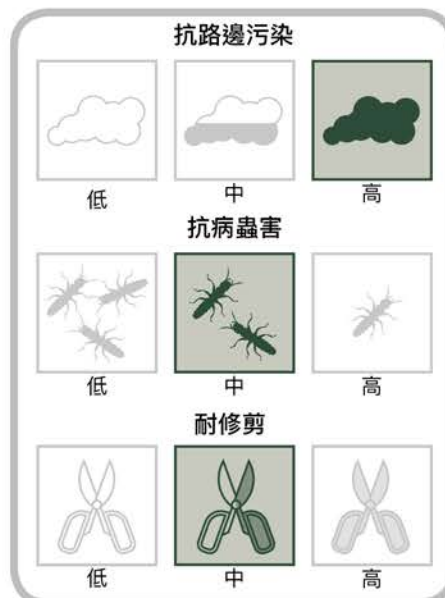 抗路邊污染
低 中 高
抗病蟲害
低 中 高
耐修剪
低 中 高